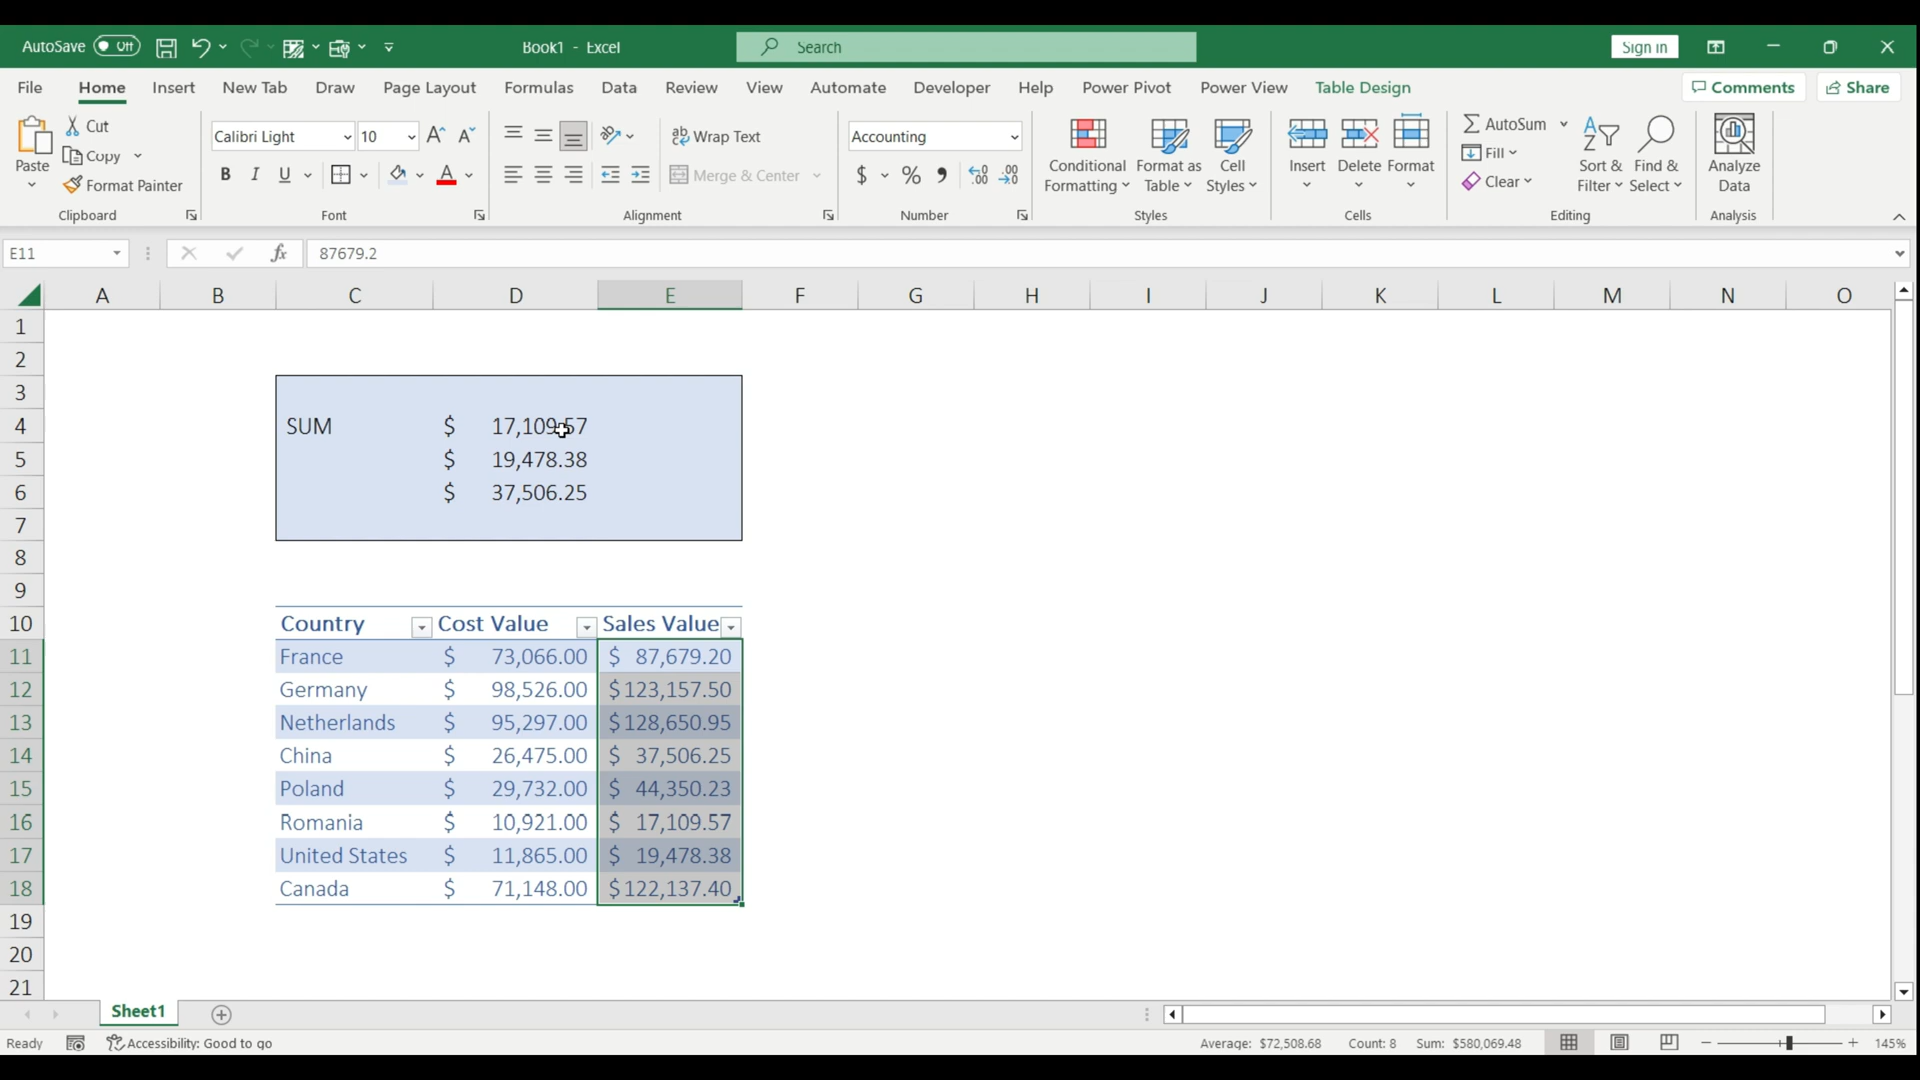 AutoSave Off Book1 - Excel Search Sign in
File Home Insert New Tab Draw Page Layout Formulas Data Review View Automate Developer Help Power Pivot Power View Table Design Comments Share
Paste Cut Copy Format Painter Clipboard
Calibri Light 10 A A B I U A Font
ab Wrap Text Merge & Center Alignment
Accounting $ % Number
Conditional Formatting Format as Table Cell Styles Styles
Insert Delete Format Cells
AutoSum Fill Clear Sort & Filter Find & Select Editing
Analyze Data Analysis
E11 fx 87679.2
A B C D E F G H I J K L M N O
1
2
3
4 SUM $ 17,109.57
5 $ 19,478.38
6 $ 37,506.25
7
8
9
10 Country Cost Value Sales Value
11 France $ 73,066.00 $ 87,679.20
12 Germany $ 98,526.00 $123,157.50
13 Netherlands $ 95,297.00 $128,650.95
14 China $ 26,475.00 $ 37,506.25
15 Poland $ 29,732.00 $ 44,350.23
16 Romania $ 10,921.00 $ 17,109.57
17 United States $ 11,865.00 $ 19,478.38
18 Canada $ 71,148.00 $122,137.40
19
20
21
Sheet1
Ready Accessibility: Good to go Average: $72,508.68 Count: 8 Sum: $580,069.48 145%